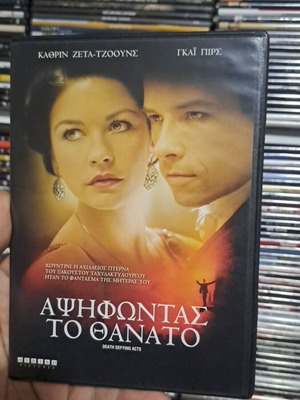 ΚΑΘΡΙΝ ΖΕΤΑ-ΤΖΟΟΥΝΣ ΓΚΑΪ ΠΙΡΣ
ΧΟΥΝΤΙΝΙ. Η ΑΧΙΛΛΕΙΟΣ ΠΤΕΡΝΑ
ΤΟΥ ΞΑΚΟΥΣΤΟΥ ΤΑΧΥΔΑΚΤΥΛΟΥΡΓΟΥ
ΗΤΑΝ ΤΟ ΦΑΝΤΑΣΜΑ ΤΗΣ ΜΗΤΕΡΑΣ ΤΟΥ
ΑΨΗΦΩΝΤΑΣ
ΤΟ ΘΑΝΑΤΟ
DEATH DEFYING ACTS